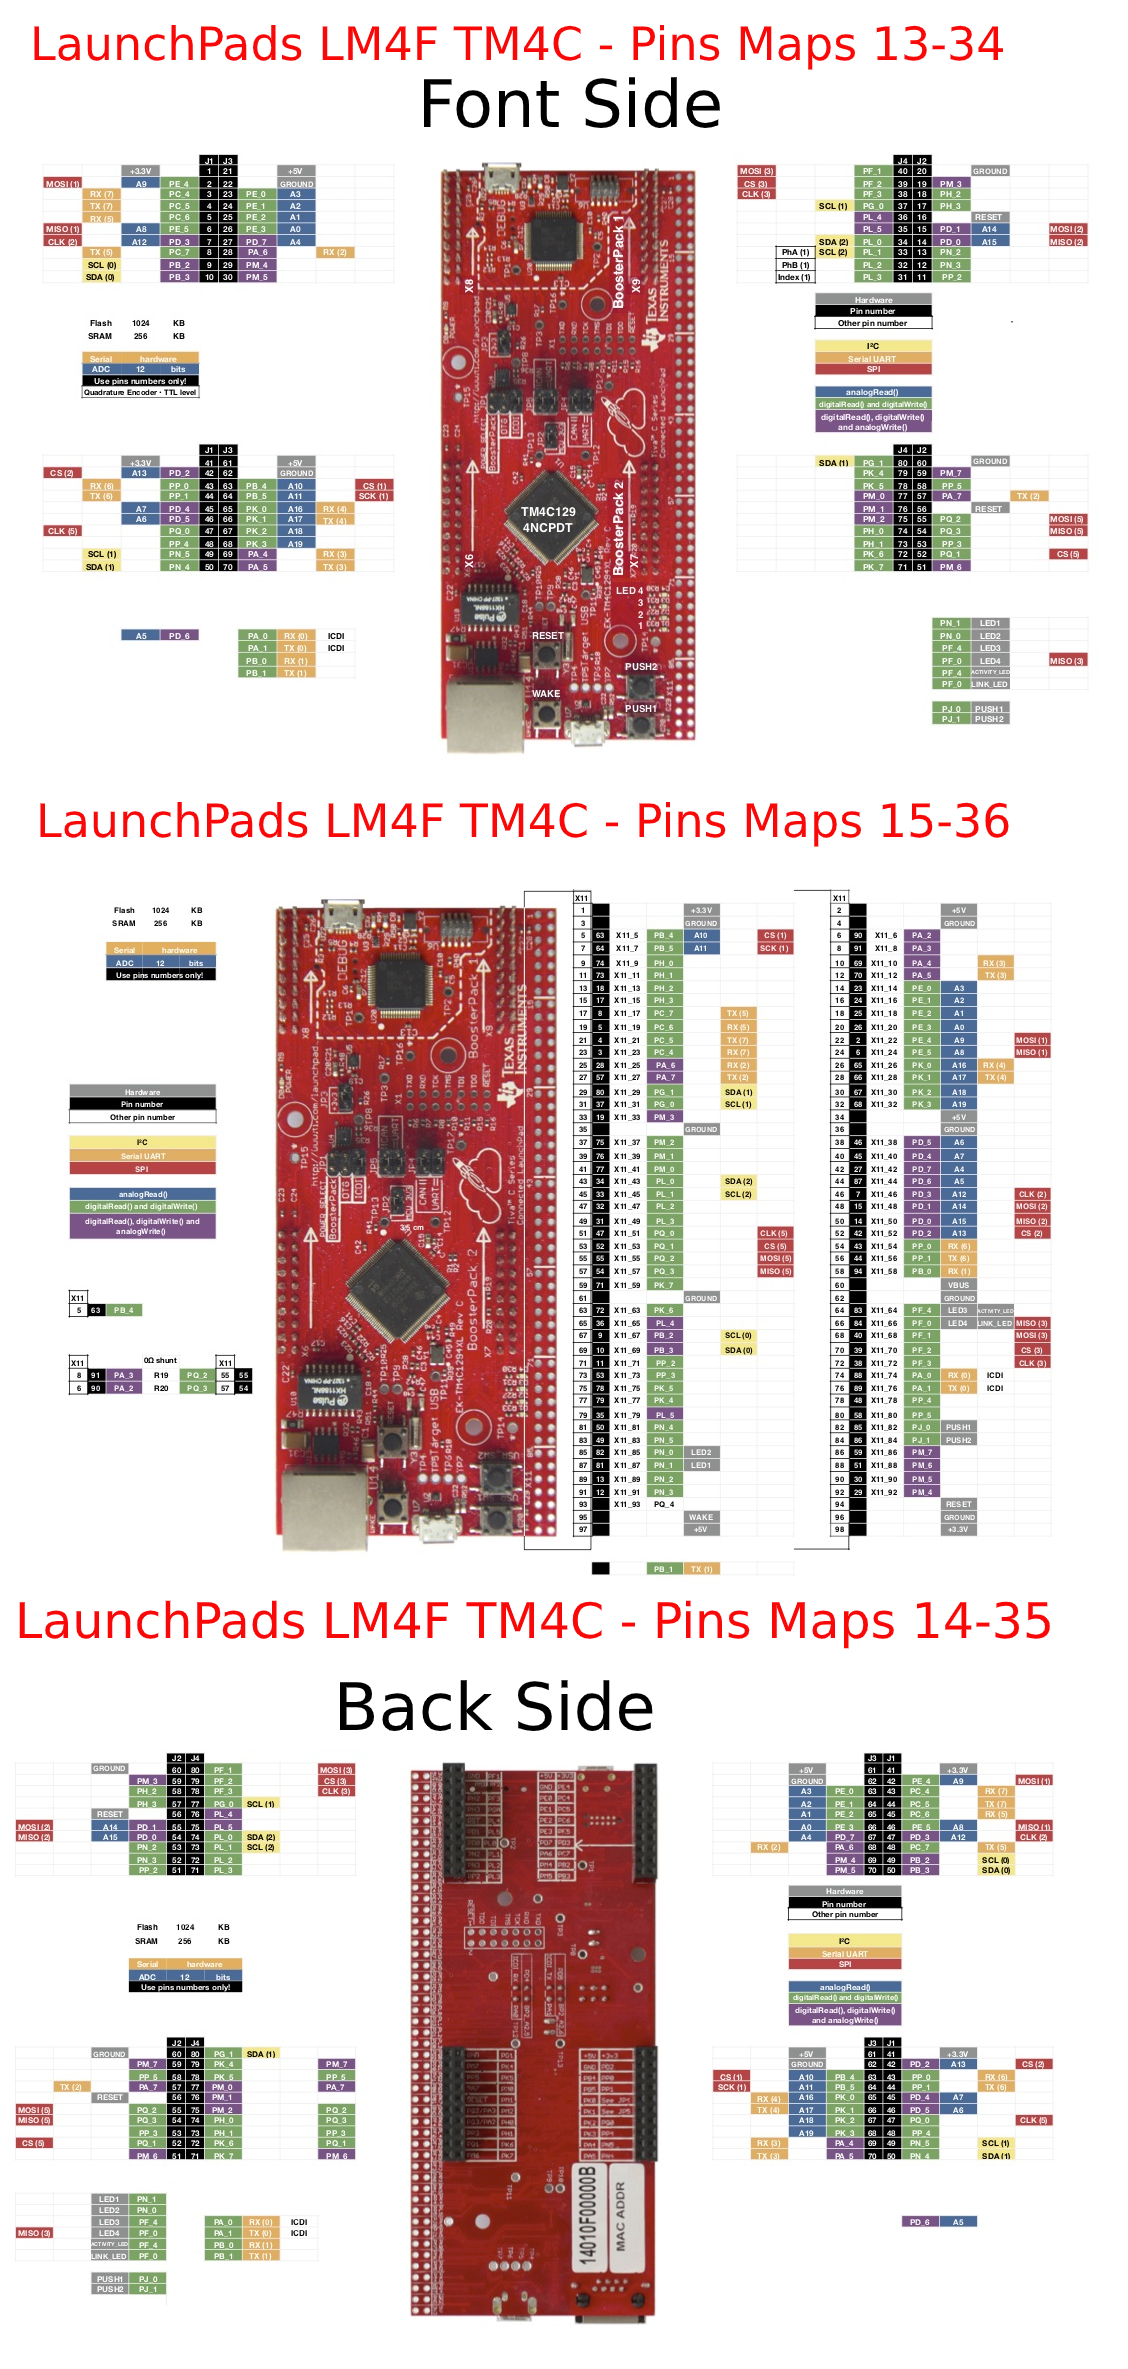 LaunchPads LM4F TM4C - Pins Maps 13-34
Font Side
J1 J3
+3.3V 1 21 +5V
MOSI (1) A9 PE_4 2 22 GROUND
RX (7) PC_4 3 23 PE_0 A3
TX (7) PC_5 4 24 PE_1 A2
RX (5) PC_6 5 25 PE_2 A1
MISO (1) A8 PE_5 6 26 PE_3 A0
CLK (2) A12 PD_3 7 27 PD_7 A4
TX (5) PC_7 8 28 PA_6 RX (2)
SCL (0) PB_2 9 29 PM_4
SDA (0) PB_3 10 30 PM_5
Flash 1024 KB
SRAM 256 KB
Serial hardware
ADC 12 bits
Use pins numbers only!
Quadrature Encoder - TTL level
J1 J3
+3.3V 41 61 +5V
CS (2) A13 PD_2 42 62 GROUND
RX (6) PP_0 43 63 PB_4 A10 CS (1)
TX (6) PP_1 44 64 PB_5 A11 SCK (1)
A7 PD_4 45 65 PK_0 A16 RX (4)
A6 PD_5 46 66 PK_1 A17 TX (4)
CLK (5) PQ_0 47 67 PK_2 A18
PP_4 48 68 PK_3 A19
SCL (1) PN_5 49 69 PA_4 RX (3)
SDA (1) PN_4 50 70 PA_5 TX (3)
A5 PD_6 PA_0 RX (0) ICDI
PA_1 TX (0) ICDI
PB_0 RX (1)
PB_1 TX (1)
DEBUG
X8
BoosterPack 1
X9
TEXAS INSTRUMENTS
TM4C129
4NCPDT
X6
BoosterPack 2
X7
LED 4
3
2
1
RESET
PUSH2
WAKE
PUSH1
J4 J2
MOSI (3) PF_1 40 20 GROUND
CS (3) PF_2 39 19 PM_3
CLK (3) PF_3 38 18 PH_2
SCL (1) PG_0 37 17 PH_3
PL_4 36 16 RESET
PL_5 35 15 PD_1 A14 MOSI (2)
SDA (2) PL_0 34 14 PD_0 A15 MISO (2)
PhA (1) SCL (2) PL_1 33 13 PN_2
PhB (1) PL_2 32 12 PN_3
Index (1) PL_3 31 11 PP_2
Hardware
Pin number
Other pin number
I²C
Serial UART
SPI
analogRead()
digitalRead() and digitalWrite()
digitalRead(), digitalWrite()
and analogWrite()
J4 J2
SDA (1) PG_1 80 60 GROUND
PK_4 79 59 PM_7
PK_5 78 58 PP_5
PM_0 77 57 PA_7 TX (2)
PM_1 76 56 RESET
PM_2 75 55 PQ_2 MOSI (5)
PH_0 74 54 PQ_3 MISO (5)
PH_1 73 53 PP_3
PK_6 72 52 PQ_1 CS (5)
PK_7 71 51 PM_6
PN_1 LED1
PN_0 LED2
PF_4 LED3
PF_0 LED4 MISO (3)
PF_4 ACTIVITY_LED
PF_0 LINK_LED
PJ_0 PUSH1
PJ_1 PUSH2
LaunchPads LM4F TM4C - Pins Maps 15-36
Flash 1024 KB
SRAM 256 KB
Serial hardware
ADC 12 bits
Use pins numbers only!
Hardware
Pin number
Other pin number
I²C
Serial UART
SPI
analogRead()
digitalRead() and digitalWrite()
digitalRead(), digitalWrite() and
analogWrite()
X11
5 63 PB_4
X11 0Ω shunt X11
8 91 PA_3 R19 PQ_2 55 55
6 90 PA_2 R20 PQ_3 57 54
X11
1 +3.3V
3 GROUND
5 63 X11_5 PB_4 A10 CS (1)
7 64 X11_7 PB_5 A11 SCK (1)
9 74 X11_9 PH_0
11 73 X11_11 PH_1
13 18 X11_13 PH_2
15 17 X11_15 PH_3
17 8 X11_17 PC_7 TX (5)
19 5 X11_19 PC_6 RX (5)
21 4 X11_21 PC_5 TX (7)
23 3 X11_23 PC_4 RX (7)
25 28 X11_25 PA_6 RX (2)
27 57 X11_27 PA_7 TX (2)
29 80 X11_29 PG_1 SDA (1)
31 37 X11_31 PG_0 SCL (1)
33 19 X11_33 PM_3
35 GROUND
37 75 X11_37 PM_2
39 76 X11_39 PM_1
41 77 X11_41 PM_0
43 34 X11_43 PL_0 SDA (2)
45 33 X11_45 PL_1 SCL (2)
47 32 X11_47 PL_2
49 31 X11_49 PL_3
51 47 X11_51 PQ_0 CLK (5)
53 52 X11_53 PQ_1 CS (5)
55 55 X11_55 PQ_2 MOSI (5)
57 54 X11_57 PQ_3 MISO (5)
59 71 X11_59 PK_7
61 GROUND
63 72 X11_63 PK_6
65 36 X11_65 PL_4
67 9 X11_67 PB_2 SCL (0)
69 10 X11_69 PB_3 SDA (0)
71 11 X11_71 PP_2
73 53 X11_73 PP_3
75 78 X11_75 PK_5
77 79 X11_77 PK_4
79 35 X11_79 PL_5
81 50 X11_81 PN_4
83 49 X11_83 PN_5
85 82 X11_85 PN_0 LED2
87 81 X11_87 PN_1 LED1
89 13 X11_89 PN_2
91 12 X11_91 PN_3
93 X11_93 PQ_4
95 WAKE
97 +5V
PB_1 TX (1)
X11
2 +5V
4 GROUND
6 90 X11_6 PA_2
8 91 X11_8 PA_3
10 69 X11_10 PA_4 RX (3)
12 70 X11_12 PA_5 TX (3)
14 23 X11_14 PE_0 A3
16 24 X11_16 PE_1 A2
18 25 X11_18 PE_2 A1
20 26 X11_20 PE_3 A0
22 2 X11_22 PE_4 A9 MOSI (1)
24 6 X11_24 PE_5 A8 MISO (1)
26 65 X11_26 PK_0 A16 RX (4)
28 66 X11_28 PK_1 A17 TX (4)
30 67 X11_30 PK_2 A18
32 68 X11_32 PK_3 A19
34 +5V
36 GROUND
38 46 X11_38 PD_5 A6
40 45 X11_40 PD_4 A7
42 27 X11_42 PD_7 A4
44 87 X11_44 PD_6 A5
46 7 X11_46 PD_3 A12 CLK (2)
48 15 X11_48 PD_1 A14 MOSI (2)
50 14 X11_50 PD_0 A15 MISO (2)
52 42 X11_52 PD_2 A13 CS (2)
54 43 X11_54 PP_0 RX (6)
56 44 X11_56 PP_1 TX (6)
58 94 X11_58 PB_0 RX (1)
60 VBUS
62 GROUND
64 83 X11_64 PF_4 LED3 ACTIVITY_LED
66 84 X11_66 PF_0 LED4 LINK_LED MISO (3)
68 40 X11_68 PF_1 MOSI (3)
70 39 X11_70 PF_2 CS (3)
72 38 X11_72 PF_3 CLK (3)
74 88 X11_74 PA_0 RX (0) ICDI
76 89 X11_76 PA_1 TX (0) ICDI
78 48 X11_78 PP_4
80 58 X11_80 PP_5
82 85 X11_82 PJ_0 PUSH1
84 86 X11_84 PJ_1 PUSH2
86 59 X11_86 PM_7
88 51 X11_88 PM_6
90 30 X11_90 PM_5
92 29 X11_92 PM_4
94 RESET
96 GROUND
98 +3.3V
LaunchPads LM4F TM4C - Pins Maps 14-35
Back Side
J2 J4
GROUND 60 80 PF_1 MOSI (3)
PM_3 59 79 PF_2 CS (3)
PH_2 58 78 PF_3 CLK (3)
PH_3 57 77 PG_0 SCL (1)
RESET 56 76 PL_4
MOSI (2) A14 PD_1 55 75 PL_5
MISO (2) A15 PD_0 54 74 PL_0 SDA (2)
PN_2 53 73 PL_1 SCL (2)
PN_3 52 72 PL_2
PP_2 51 71 PL_3
Flash 1024 KB
SRAM 256 KB
Serial hardware
ADC 12 bits
Use pins numbers only!
J2 J4
GROUND 60 80 PG_1 SDA (1)
PM_7 59 79 PK_4 PM_7
PP_5 58 78 PK_5 PP_5
TX (2) PA_7 57 77 PM_0 PA_7
RESET 56 76 PM_1
MOSI (5) PQ_2 55 75 PM_2 PQ_2
MISO (5) PQ_3 54 74 PH_0 PQ_3
PP_3 53 73 PH_1 PP_3
CS (5) PQ_1 52 72 PK_6 PQ_1
PM_6 51 71 PK_7 PM_6
LED1 PN_1
LED2 PN_0
LED3 PF_4 PA_0 RX (0) ICDI
MISO (3) LED4 PF_0 PA_1 TX (0) ICDI
ACTIVITY_LED PF_4 PB_0 RX (1)
LINK_LED PF_0 PB_1 TX (1)
PUSH1 PJ_0
PUSH2 PJ_1
14010F00000B
MAC ADDR
J3 J1
+5V 61 41 +3.3V
GROUND 62 42 PE_4 A9 MOSI (1)
A3 PE_0 63 43 PC_4 RX (7)
A2 PE_1 64 44 PC_5 TX (7)
A1 PE_2 65 45 PC_6 RX (5)
A0 PE_3 66 46 PE_5 A8 MISO (1)
A4 PD_7 67 47 PD_3 A12 CLK (2)
RX (2) PA_6 68 48 PC_7 TX (5)
PM_4 69 49 PB_2 SCL (0)
PM_5 70 50 PB_3 SDA (0)
Hardware
Pin number
Other pin number
I²C
Serial UART
SPI
analogRead()
digitalRead() and digitalWrite()
digitalRead(), digitalWrite()
and analogWrite()
J3 J1
+5V 61 41 +3.3V
GROUND 62 42 PD_2 A13 CS (2)
CS (1) A10 PB_4 63 43 PP_0 RX (6)
SCK (1) A11 PB_5 64 44 PP_1 TX (6)
RX (4) A16 PK_0 65 45 PD_4 A7
TX (4) A17 PK_1 66 46 PD_5 A6
A18 PK_2 67 47 PQ_0 CLK (5)
A19 PK_3 68 48 PP_4
RX (3) PA_4 69 49 PN_5 SCL (1)
TX (3) PA_5 70 50 PN_4 SDA (1)
PD_6 A5